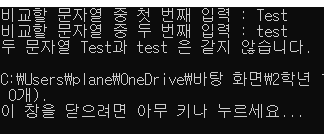 비교할 문자열 중 첫 번째 입력 : Test
비교할 문자열 중 두 번째 입력 : test
두 문자열 Test과 test 은 같지 않습니다.
C:₩Users₩plane₩OneDrive₩바탕 화면₩2학년
0개).
이 창을 닫으려면 아무 키나 누르세요...